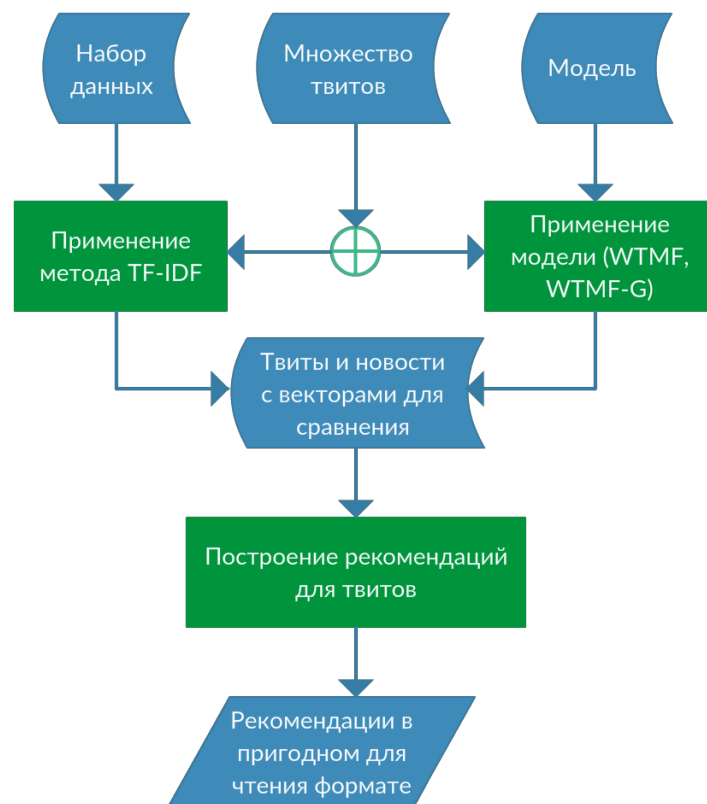 Набор
данных
Множество
твитов
Модель
Применение
метода TF-IDF
Применение
модели (WTMF,
WTMF-G)
Твиты и новости
с векторами для
сравнения
Построение рекомендаций
для твитов
Рекомендации в
пригодном для
чтения формате